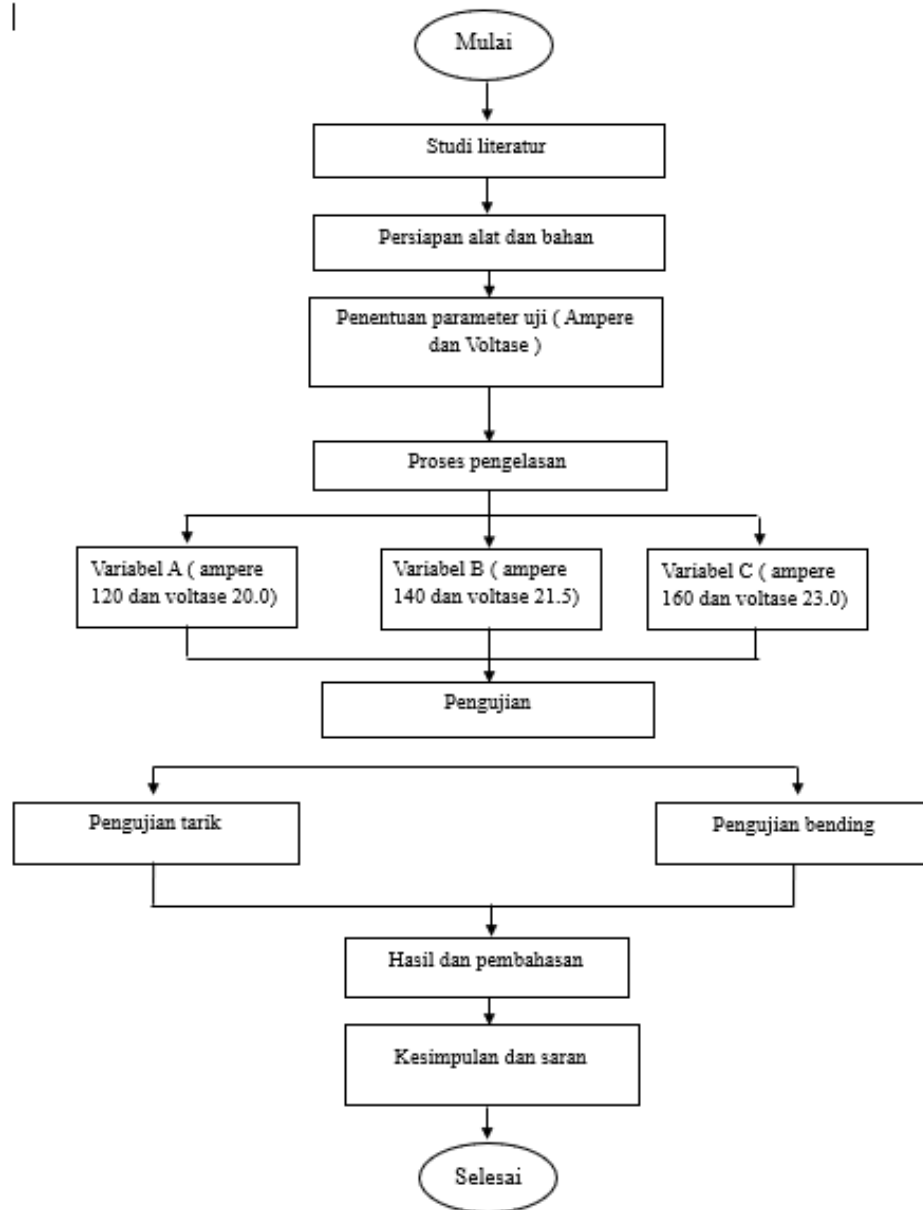 Mulai
Studi literatur
Persiapan alat dan bahan
Penentuan parameter uji ( Ampere
dan Voltase )
Proses pengelasan
Variabel A ( ampere
120 dan voltase 20.0)
Variabel B ( ampere
140 dan voltase 21.5)
Variabel C ( ampere
160 dan voltase 23.0)
Pengujian
Pengujian tarik
Pengujian bending
Hasil dan pembahasan
Kesimpulan dan saran
Selesai